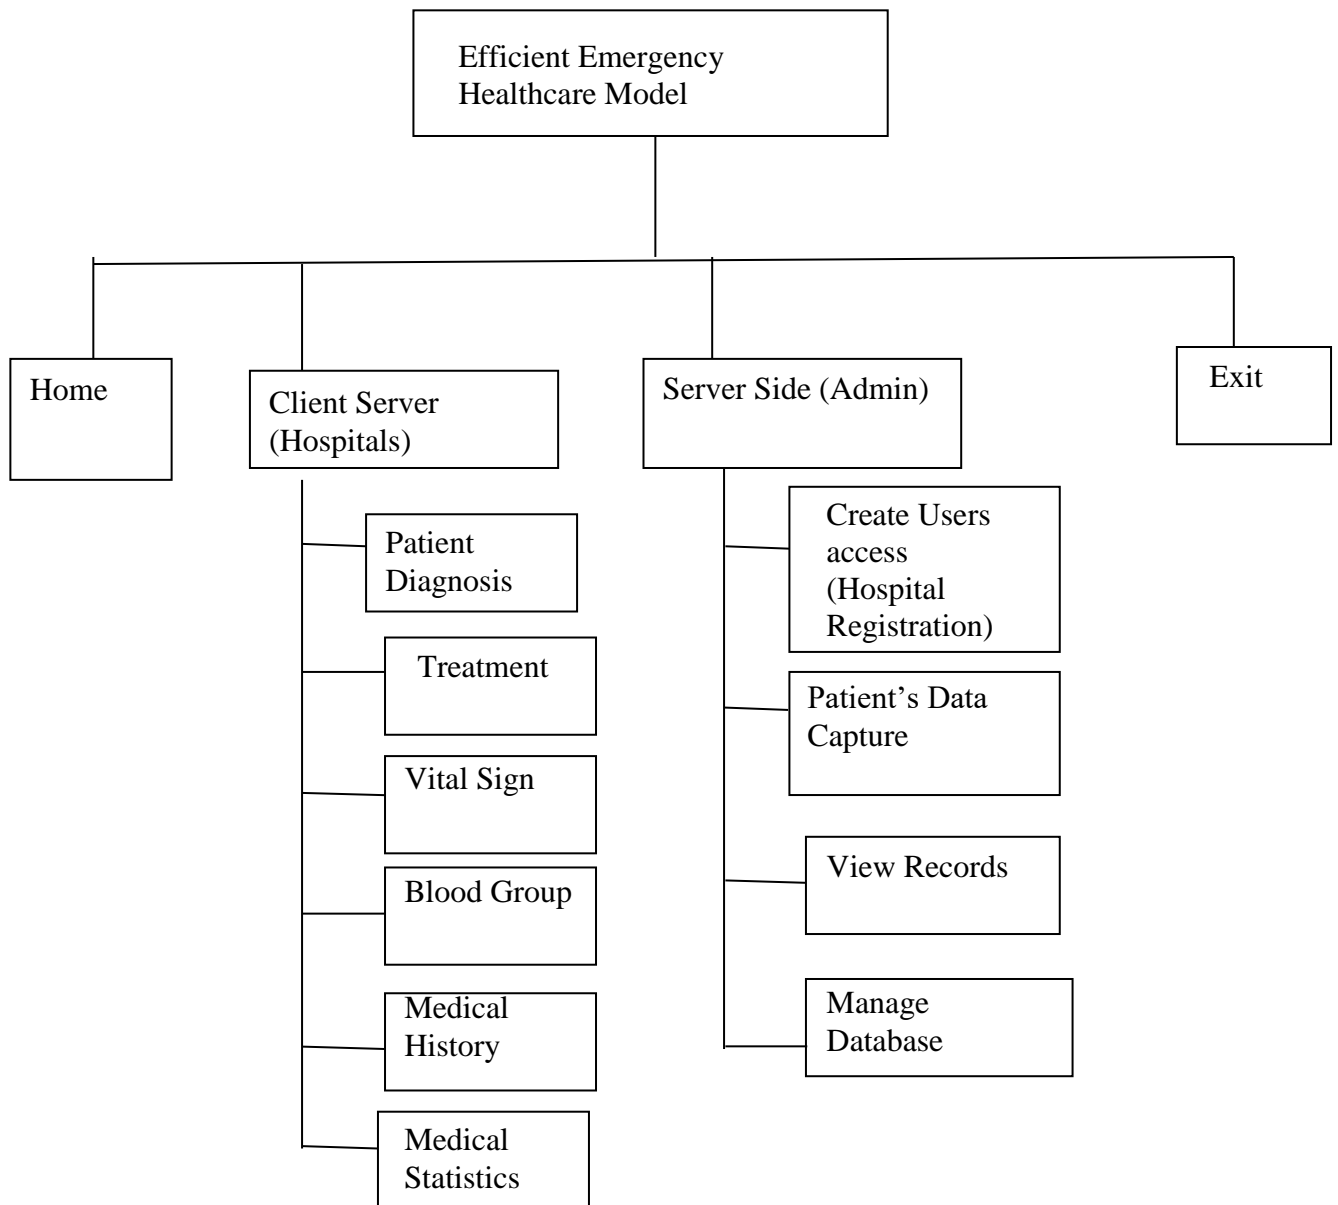 Efficient Emergency
Healthcare Model
Home
Client Server
(Hospitals)
Server Side (Admin)
Exit
Patient
Diagnosis
Treatment
Vital Sign
Blood Group
Medical
History
Medical
Statistics
Create Users
access
(Hospital
Registration)
Patient’s Data
Capture
View Records
Manage
Database